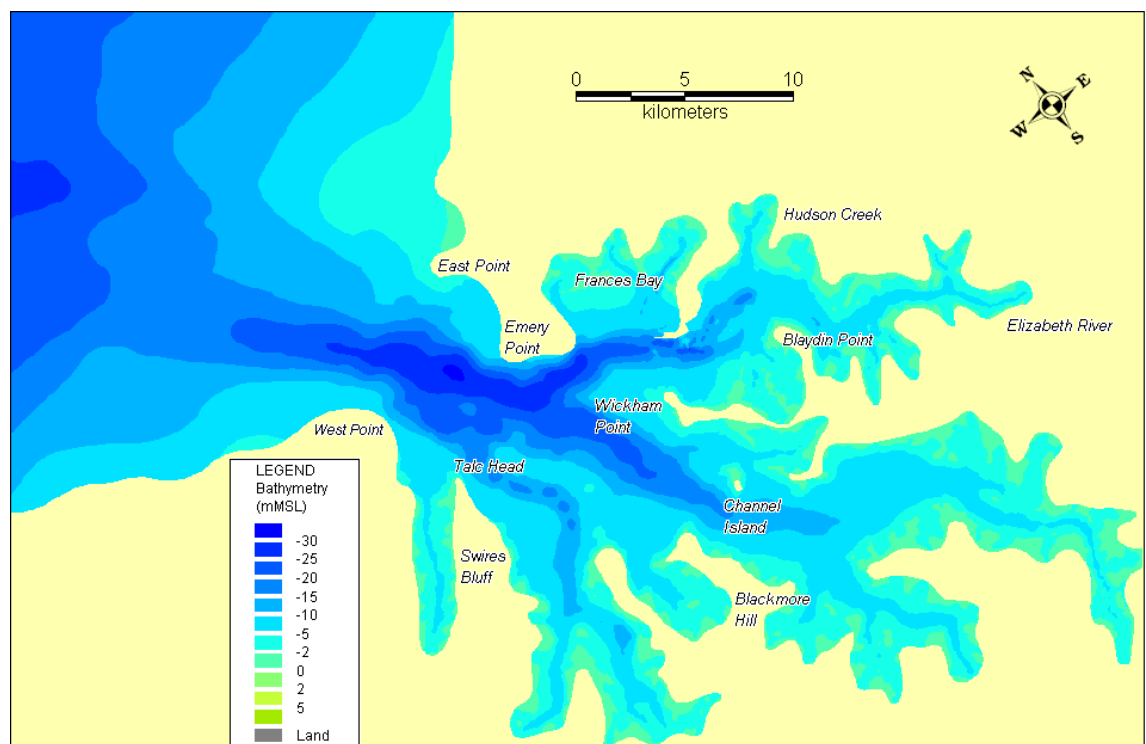 0 5 10
kilometers
N
E
W
S
Hudson Creek
East Point
Frances Bay
Emery
Point
Elizabeth River
Blaydin Point
Wickham
Point
West Point
Talc Head
Channel
Island
Swires
Bluff
Blackmore
Hill
LEGEND
Bathymetry
(mMSL)
-30
-25
-20
-15
-10
-5
-2
0
2
5
Land